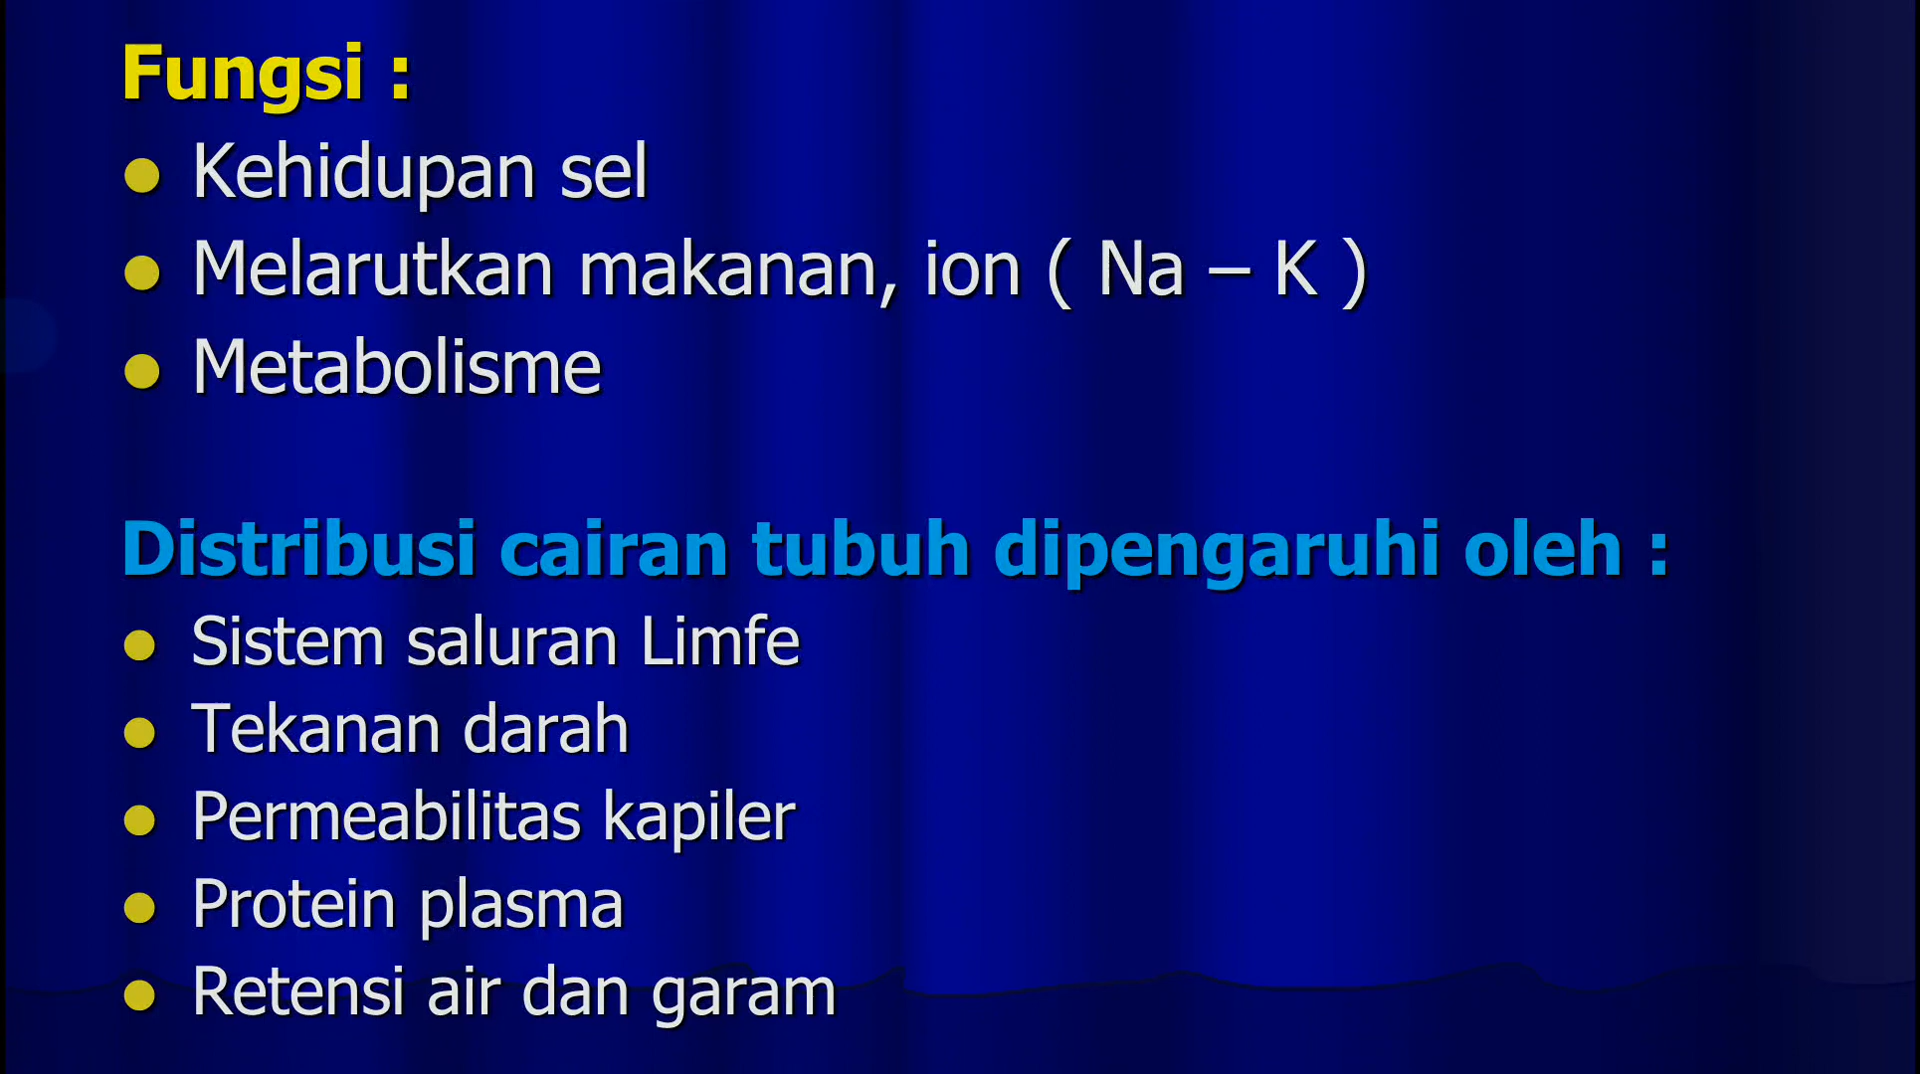 Fungsi :
● Kehidupan sel
● Melarutkan makanan, ion ( Na – K )
● Metabolisme
Distribusi cairan tubuh dipengaruhi oleh :
● Sistem saluran Limfe
● Tekanan darah
● Permeabilitas kapiler
● Protein plasma
● Retensi air dan garam